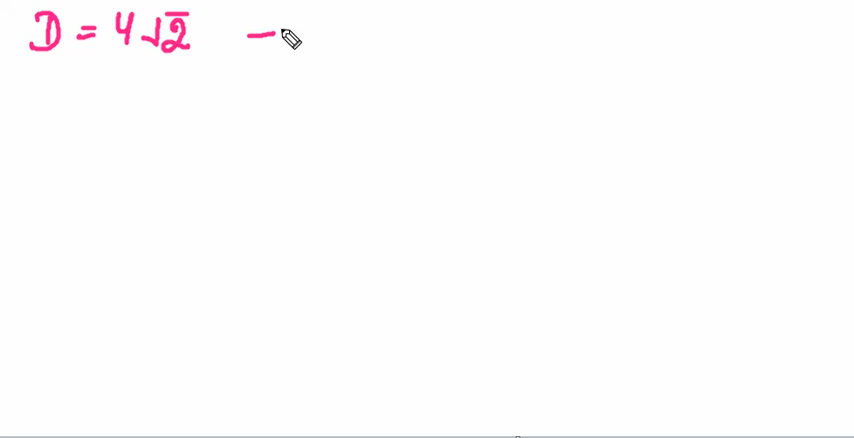 D = 4√2 —